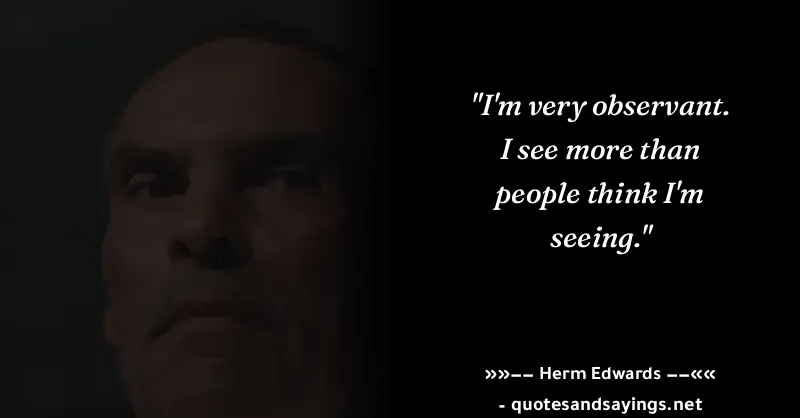 "I'm very observant.
I see more than
people think I'm
seeing."
»»−− Herm Edwards −−««
- quotesandsayings.net